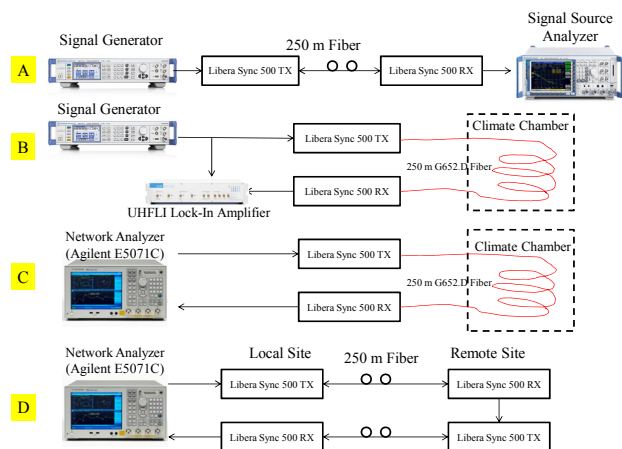 Signal Source
Analyzer
Signal Generator
250 m Fiber
A
Libera Sync 500 TX
Libera Sync 500 RX
Signal Generator
B
Libera Sync 500 TX
Climate Chamber
250 m G652.D Fiber
Libera Sync 500 RX
UHFLI Lock-In Amplifier
Network Analyzer
(Agilent E5071C)
C
Libera Sync 500 TX
Climate Chamber
250 m G652.D Fiber
Libera Sync 500 RX
Network Analyzer
(Agilent E5071C)
Local Site
250 m Fiber
Remote Site
D
Libera Sync 500 TX
Libera Sync 500 RX
Libera Sync 500 RX
Libera Sync 500 TX